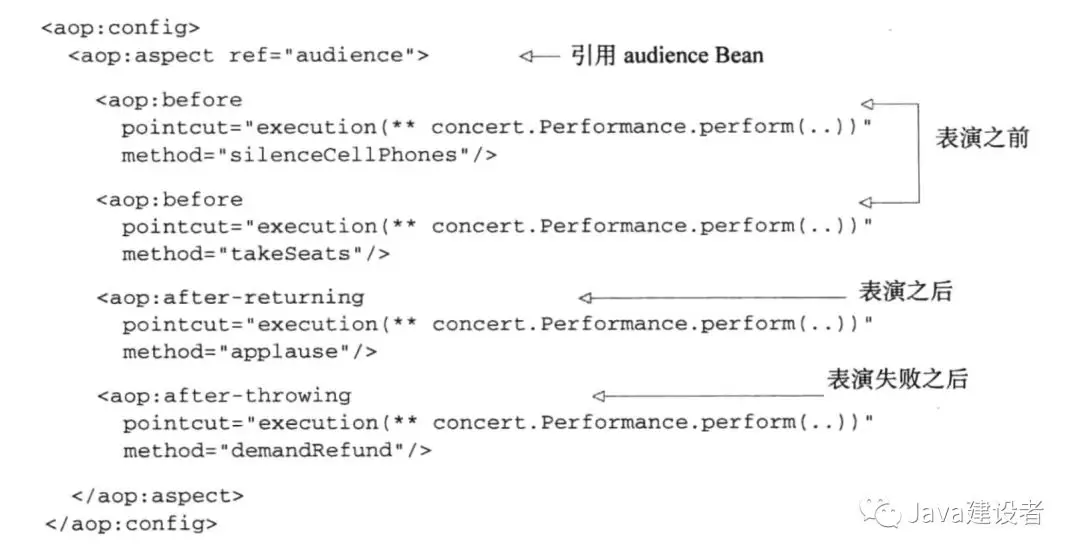 <aop:config>
<aop:aspect ref="audience"> 引用 audience Bean
<aop:before
pointcut="execution(** concert.Performance.perform(..))"
method="silenceCellPhones"/>
表演之前
<aop:before
pointcut="execution(** concert.Performance.perform(..))"
method="takeSeats"/>
<aop:after-returning 表演之后
pointcut="execution(** concert.Performance.perform(..))"
method="applause"/>
<aop:after-throwing 表演失败之后
pointcut="execution(** concert.Performance.perform(..))"
method="demandRefund"/>
</aop:aspect>
</aop:config>
Java建设者